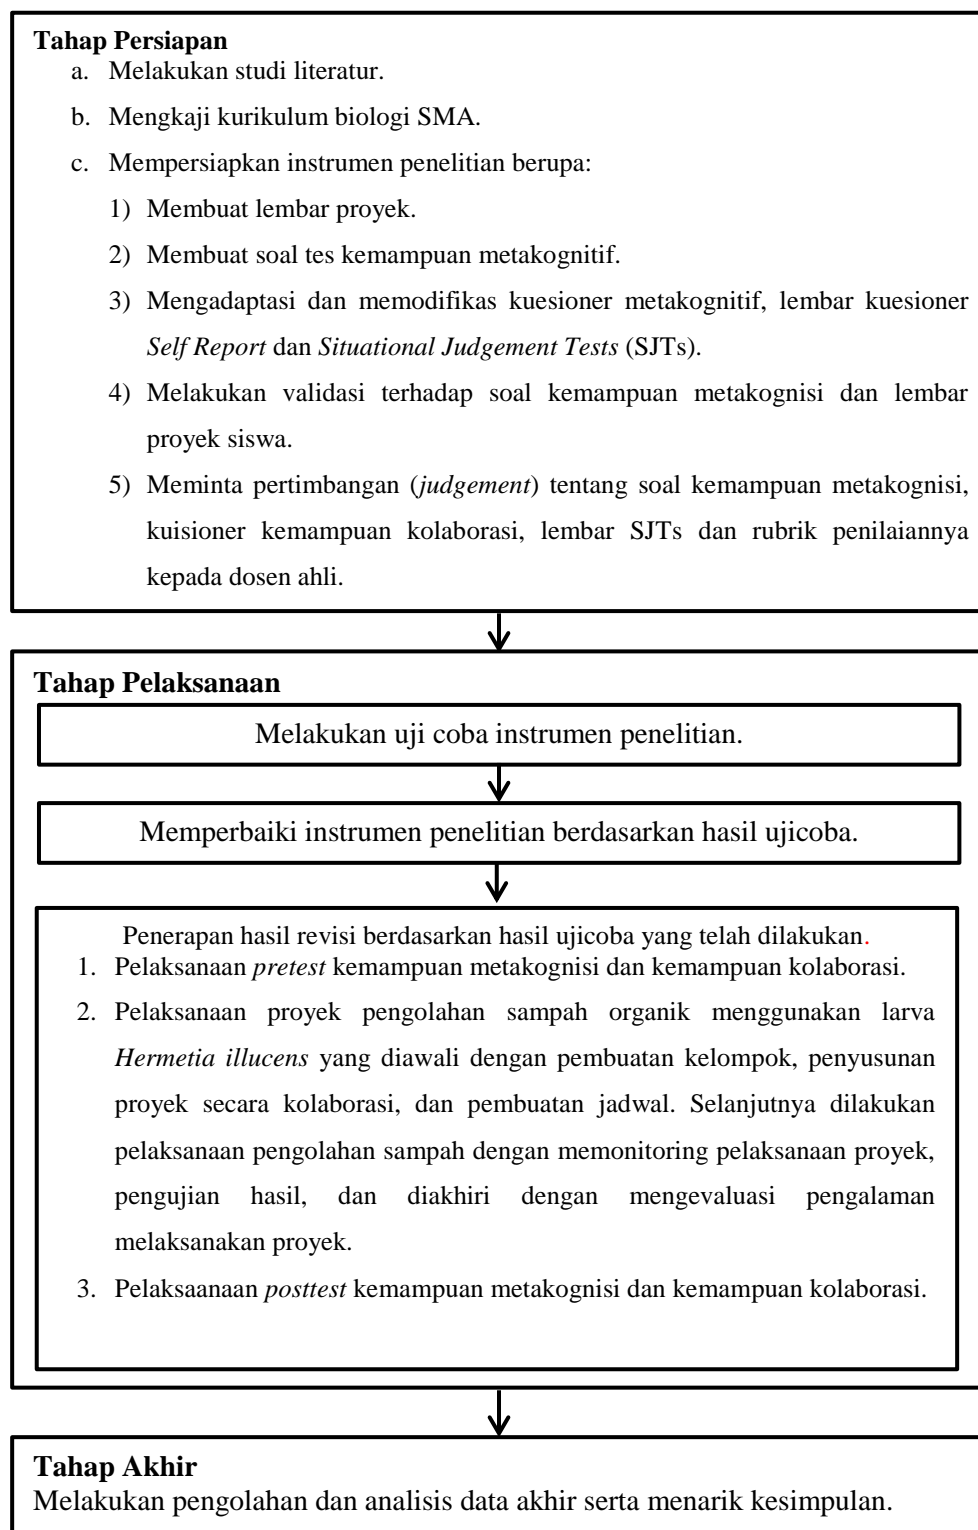 Tahap Persiapan
a. Melakukan studi literatur.
b. Mengkaji kurikulum biologi SMA.
c. Mempersiapkan instrumen penelitian berupa:
1) Membuat lembar proyek.
2) Membuat soal tes kemampuan metakognitif.
3) Mengadaptasi dan memodifikas kuesioner metakognitif, lembar kuesioner
Self Report dan Situational Judgement Tests (SJTs).
4) Melakukan validasi terhadap soal kemampuan metakognisi dan lembar
proyek siswa.
5) Meminta pertimbangan (judgement) tentang soal kemampuan metakognisi,
kuisioner kemampuan kolaborasi, lembar SJTs dan rubrik penilaiannya
kepada dosen ahli.
Tahap Pelaksanaan
Melakukan uji coba instrumen penelitian.
Memperbaiki instrumen penelitian berdasarkan hasil ujicoba.
Penerapan hasil revisi berdasarkan hasil ujicoba yang telah dilakukan.
1. Pelaksanaan pretest kemampuan metakognisi dan kemampuan kolaborasi.
2. Pelaksanaan proyek pengolahan sampah organik menggunakan larva
Hermetia illucens yang diawali dengan pembuatan kelompok, penyusunan
proyek secara kolaborasi, dan pembuatan jadwal. Selanjutnya dilakukan
pelaksanaan pengolahan sampah dengan memonitoring pelaksanaan proyek,
pengujian hasil, dan diakhiri dengan mengevaluasi pengalaman
melaksanakan proyek.
3. Pelaksaanaan posttest kemampuan metakognisi dan kemampuan kolaborasi.
Tahap Akhir
Melakukan pengolahan dan analisis data akhir serta menarik kesimpulan.